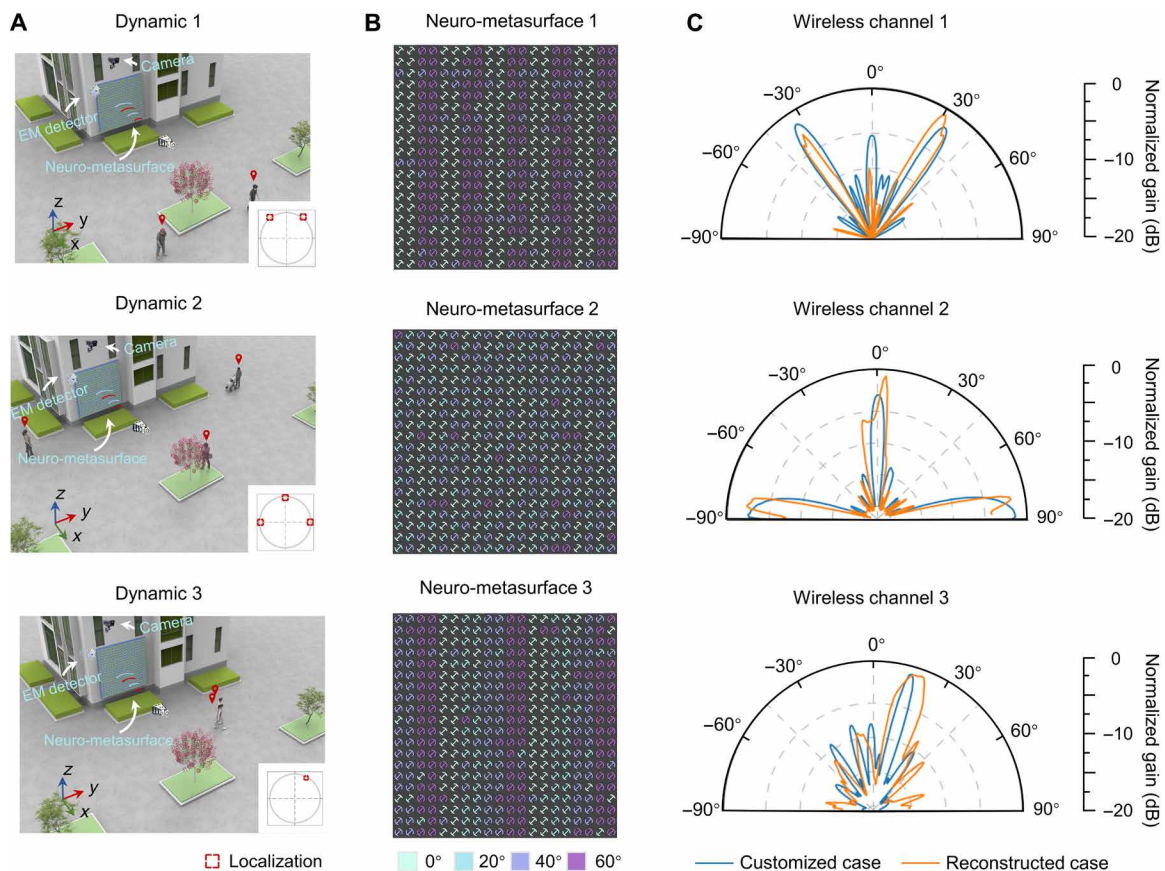 A
Dynamic 1
B
Neuro-metasurface 1
C
Wireless channel 1
Camera
EM detector
Neuro-metasurface
z
y
x
0°
−30°
30°
−60°
60°
−90°
90°
0
−10
−20
Normalized gain (dB)
Dynamic 2
Neuro-metasurface 2
Wireless channel 2
Camera
EM detector
Neuro-metasurface
z
y
x
0°
−30°
30°
−60°
60°
−90°
90°
0
−10
−20
Normalized gain (dB)
Dynamic 3
Neuro-metasurface 3
Wireless channel 3
Camera
EM detector
Neuro-metasurface
z
y
x
0°
−30°
30°
−60°
60°
−90°
90°
0
−10
−20
Normalized gain (dB)
Localization
0° 20° 40° 60°
Customized case Reconstructed case